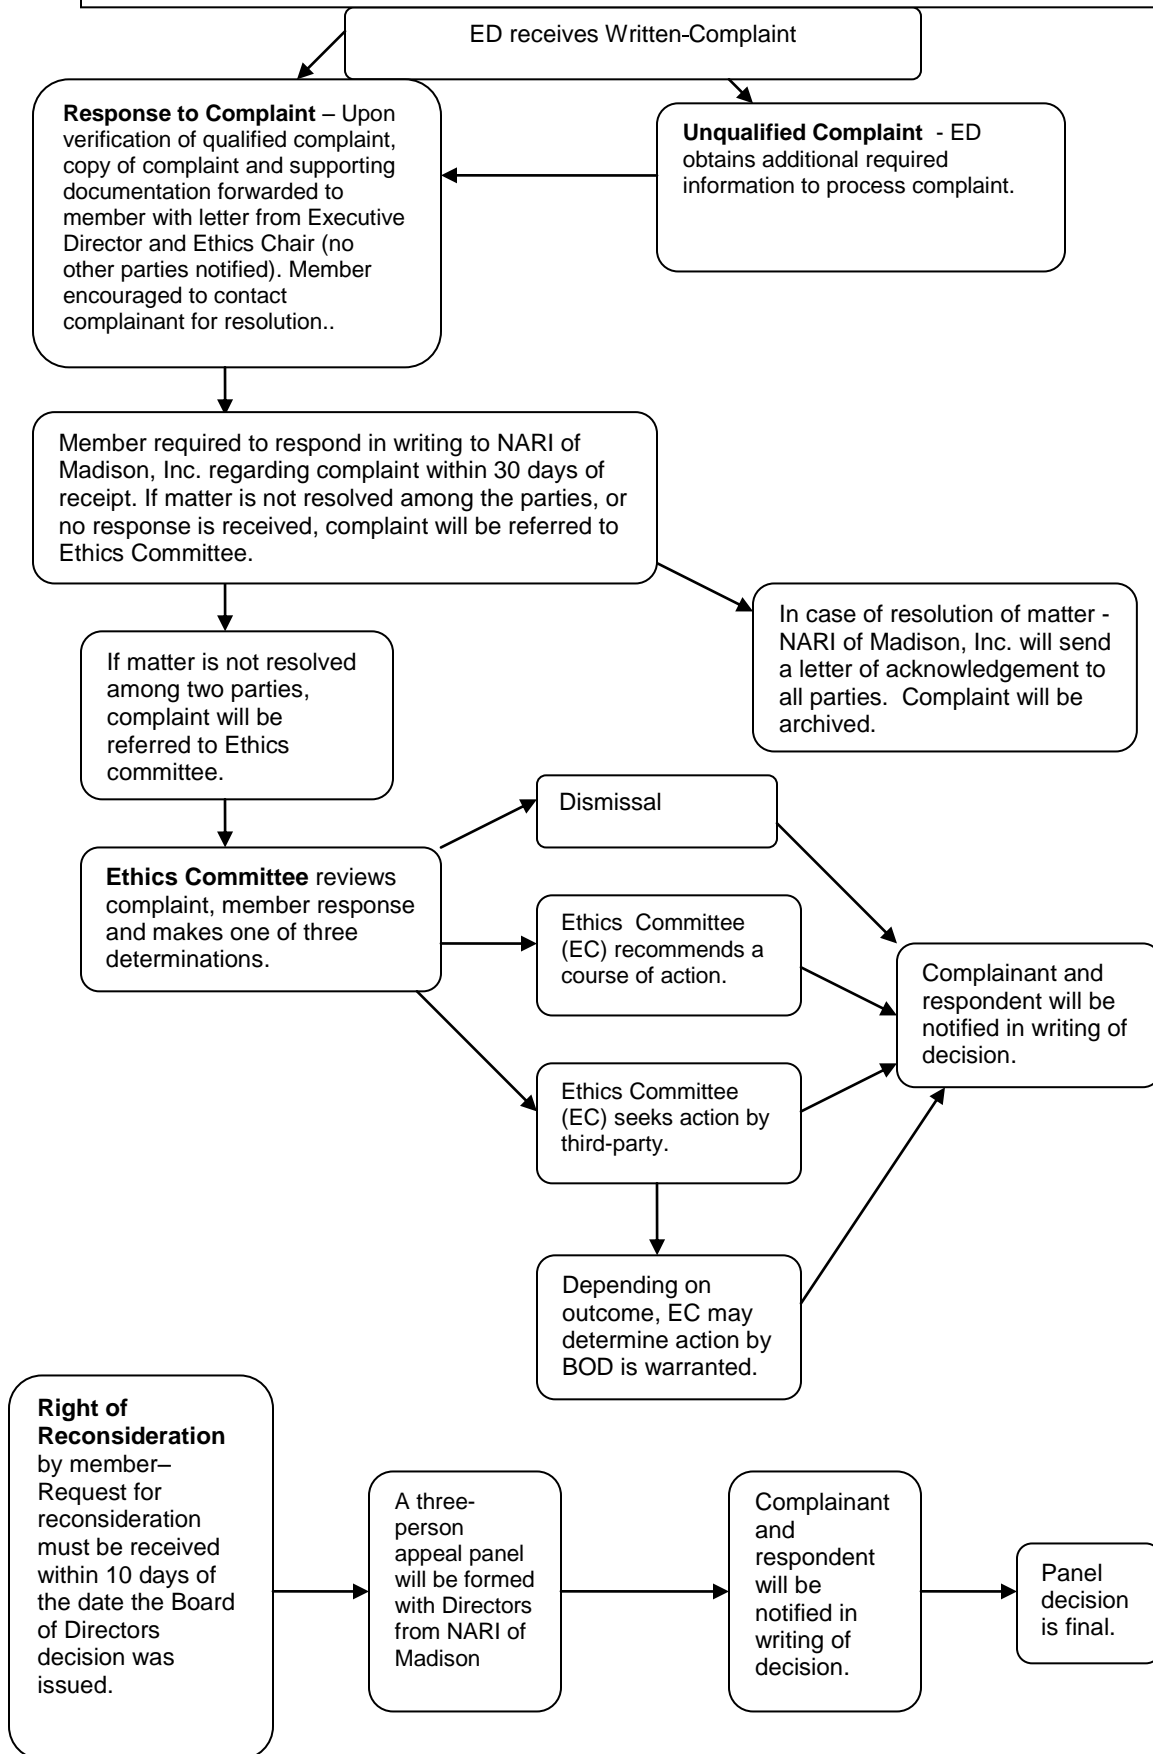 ED receives Written-Complaint
Response to Complaint – Upon
verification of qualified complaint,
copy of complaint and supporting
documentation forwarded to
member with letter from Executive
Director and Ethics Chair (no
other parties notified). Member
encouraged to contact
complainant for resolution..
Unqualified Complaint  - ED
obtains additional required
information to process complaint.
Member required to respond in writing to NARI of
Madison, Inc. regarding complaint within 30 days of
receipt. If matter is not resolved among the parties, or
no response is received, complaint will be referred to
Ethics Committee.
In case of resolution of matter -
NARI of Madison, Inc. will send
a letter of acknowledgement to
all parties.  Complaint will be
archived.
If matter is not resolved
among two parties,
complaint will be
referred to Ethics
committee.
Dismissal
Ethics Committee reviews
complaint, member response
and makes one of three
determinations.
Ethics  Committee
(EC) recommends a
course of action.
Complainant and
respondent will be
notified in writing of
decision.
Ethics Committee
(EC) seeks action by
third-party.
Depending on
outcome, EC may
determine action by
BOD is warranted.
Right of
Reconsideration
by member–
Request for
reconsideration
must be received
within 10 days of
the date the Board
of Directors
decision was
issued.
A three-
person
appeal panel
will be formed
with Directors
from NARI of
Madison
Complainant
and
respondent
will be
notified in
writing of
decision.
Panel
decision
is final.